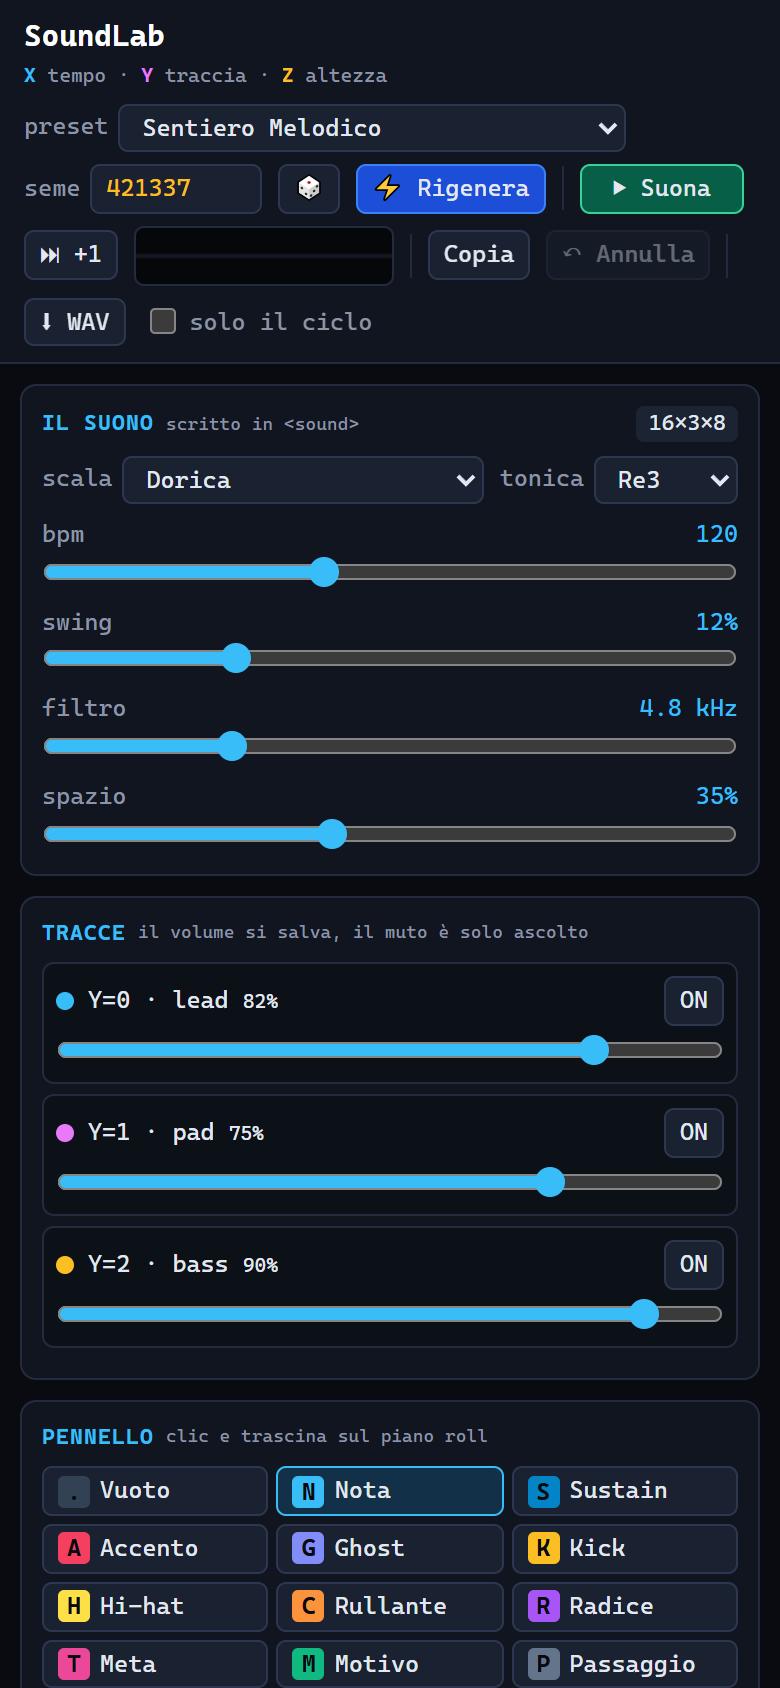 SoundLab
X tempo · Y traccia · Z altezza
preset Sentiero Melodico
seme 421337 ⚡ Rigenera ▶ Suona
⏭ +1 Copia ↶ Annulla
⬇ WAV solo il ciclo
IL SUONO scritto in <sound> 16×3×8
scala Dorica tonica Re3
bpm 120
swing 12%
filtro 4.8 kHz
spazio 35%
TRACCE il volume si salva, il muto è solo ascolto
Y=0 · lead 82% ON
Y=1 · pad 75% ON
Y=2 · bass 90% ON
PENNELLO clic e trascina sul piano roll
. Vuoto N Nota S Sustain
A Accento G Ghost K Kick
H Hi-hat C Rullante R Radice
T Meta M Motivo P Passaggio